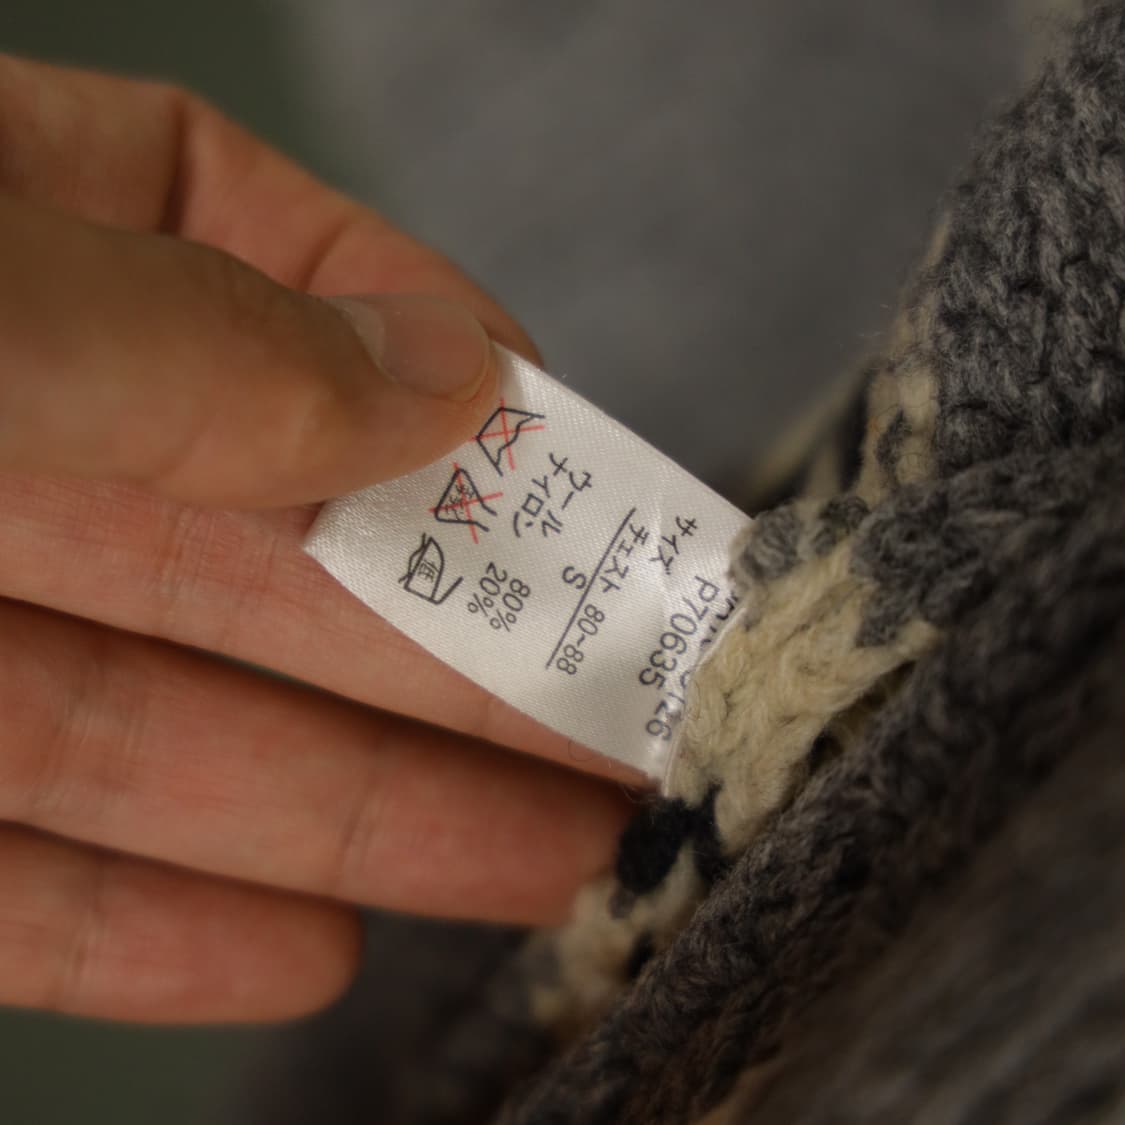 P70635
サイズ
チェスト 80~88
S
ウール 80%
ナイロン 20%
低